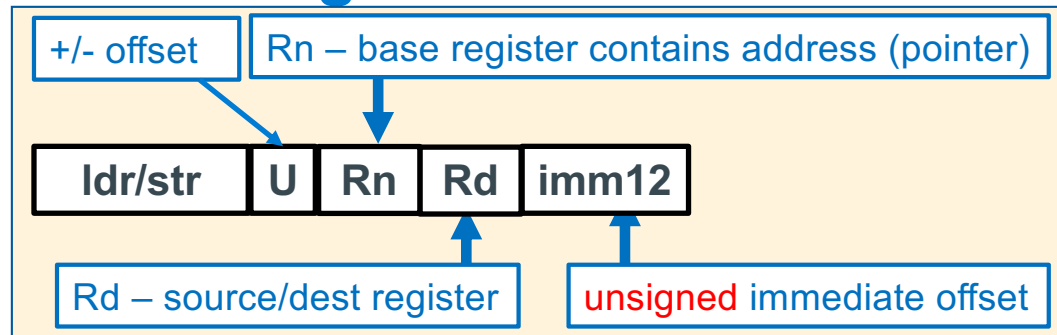 +/- offset
Rn – base register contains address (pointer)
ldr/str U Rn Rd imm12
Rd – source/dest register
unsigned immediate offset